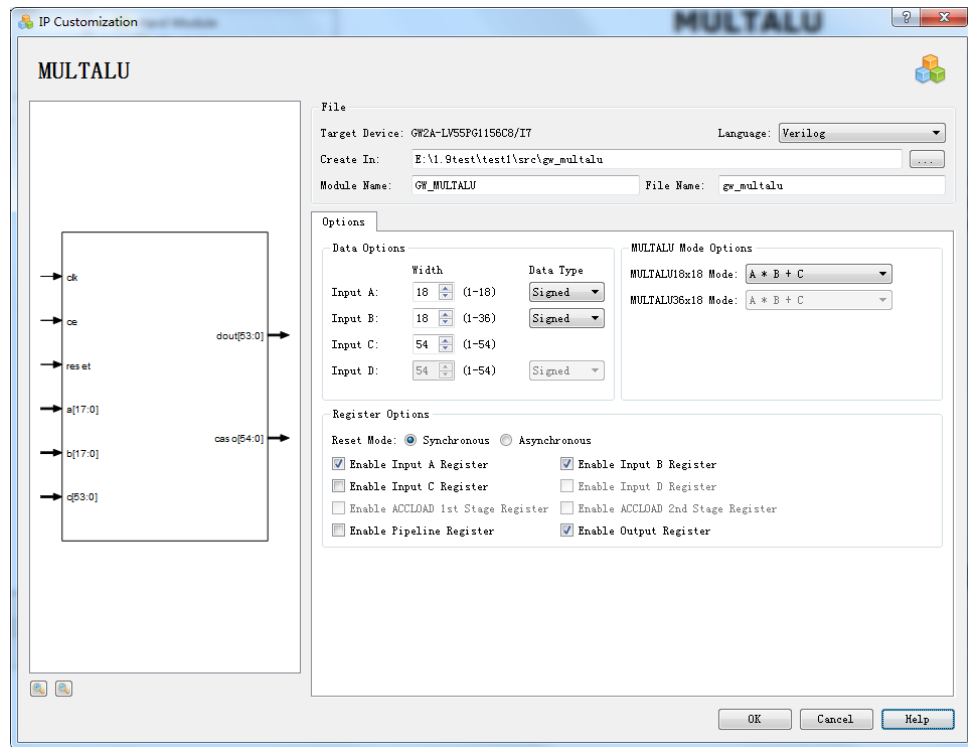 IP Customization
MULTALU
MULTALU
File
Target Device: GW2A-LV55PG1156C8/I7
Language: Verilog
Create In: E:\1.9test\test1\src\gw_multalu ...
Module Name: GW_MULTALU
File Name: gw_multalu
Options
Data Options
Width Data Type
Input A: 18 (1-18) Signed
Input B: 18 (1-36) Signed
Input C: 54 (1-54)
Input D: 54 (1-54) Signed
MULTALU Mode Options
MULTALU18x18 Mode: A * B + C
MULTALU36x18 Mode: A * B + C
Register Options
Reset Mode: Synchronous Asynchronous
Enable Input A Register Enable Input B Register
Enable Input C Register Enable Input D Register
Enable ACCLOAD 1st Stage Register Enable ACCLOAD 2nd Stage Register
Enable Pipeline Register Enable Output Register
clk
ce
reset
a[17:0]
b[17:0]
c[53:0]
dout[53:0]
caso[54:0]
OK Cancel Help